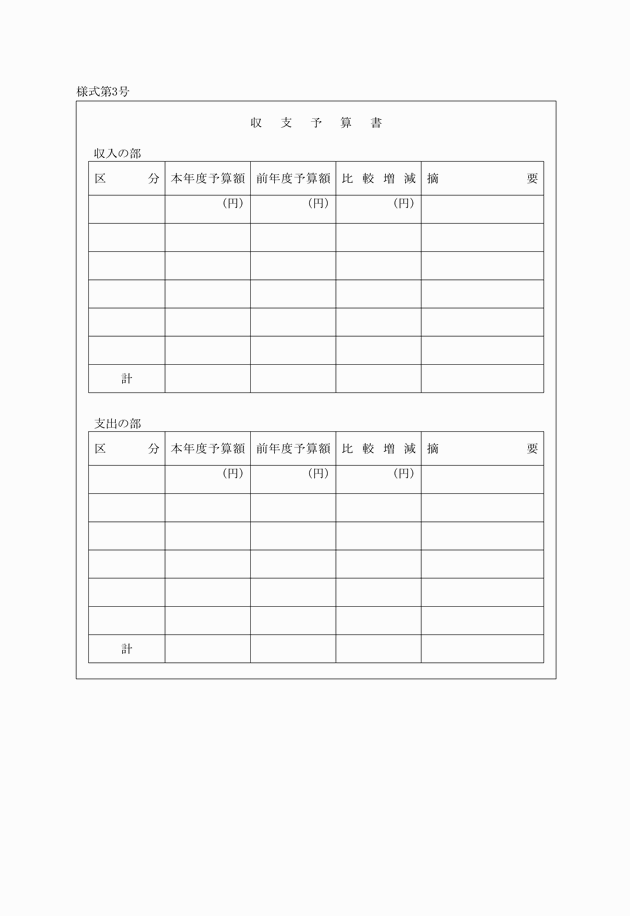 様式第3号
収支予算書
収入の部
区分 本年度予算額 前年度予算額 比較増減 摘要
(円) (円) (円)
計
支出の部
区分 本年度予算額 前年度予算額 比較増減 摘要
(円) (円) (円)
計